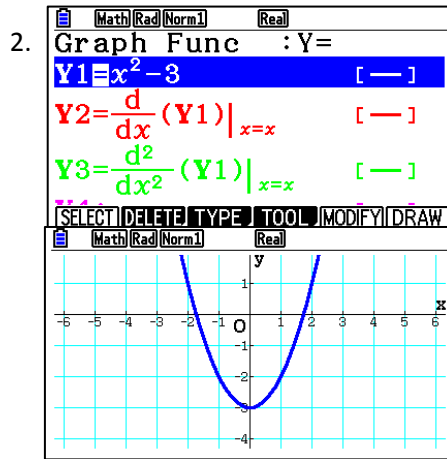 2.
Math Rad Norm1 Real
Graph Func :Y=
Y1=x²−3 [—]
Y2=d/dx(Y1)|x=x [—]
Y3=d²/dx²(Y1)|x=x [—]
SELECT DELETE TYPE TOOL MODIFY DRAW
Math Rad Norm1 Real
y
1
x
-6 -5 -4 -3 -2 -1 O 1 2 3 4 5 6
-1
-2
-3
-4